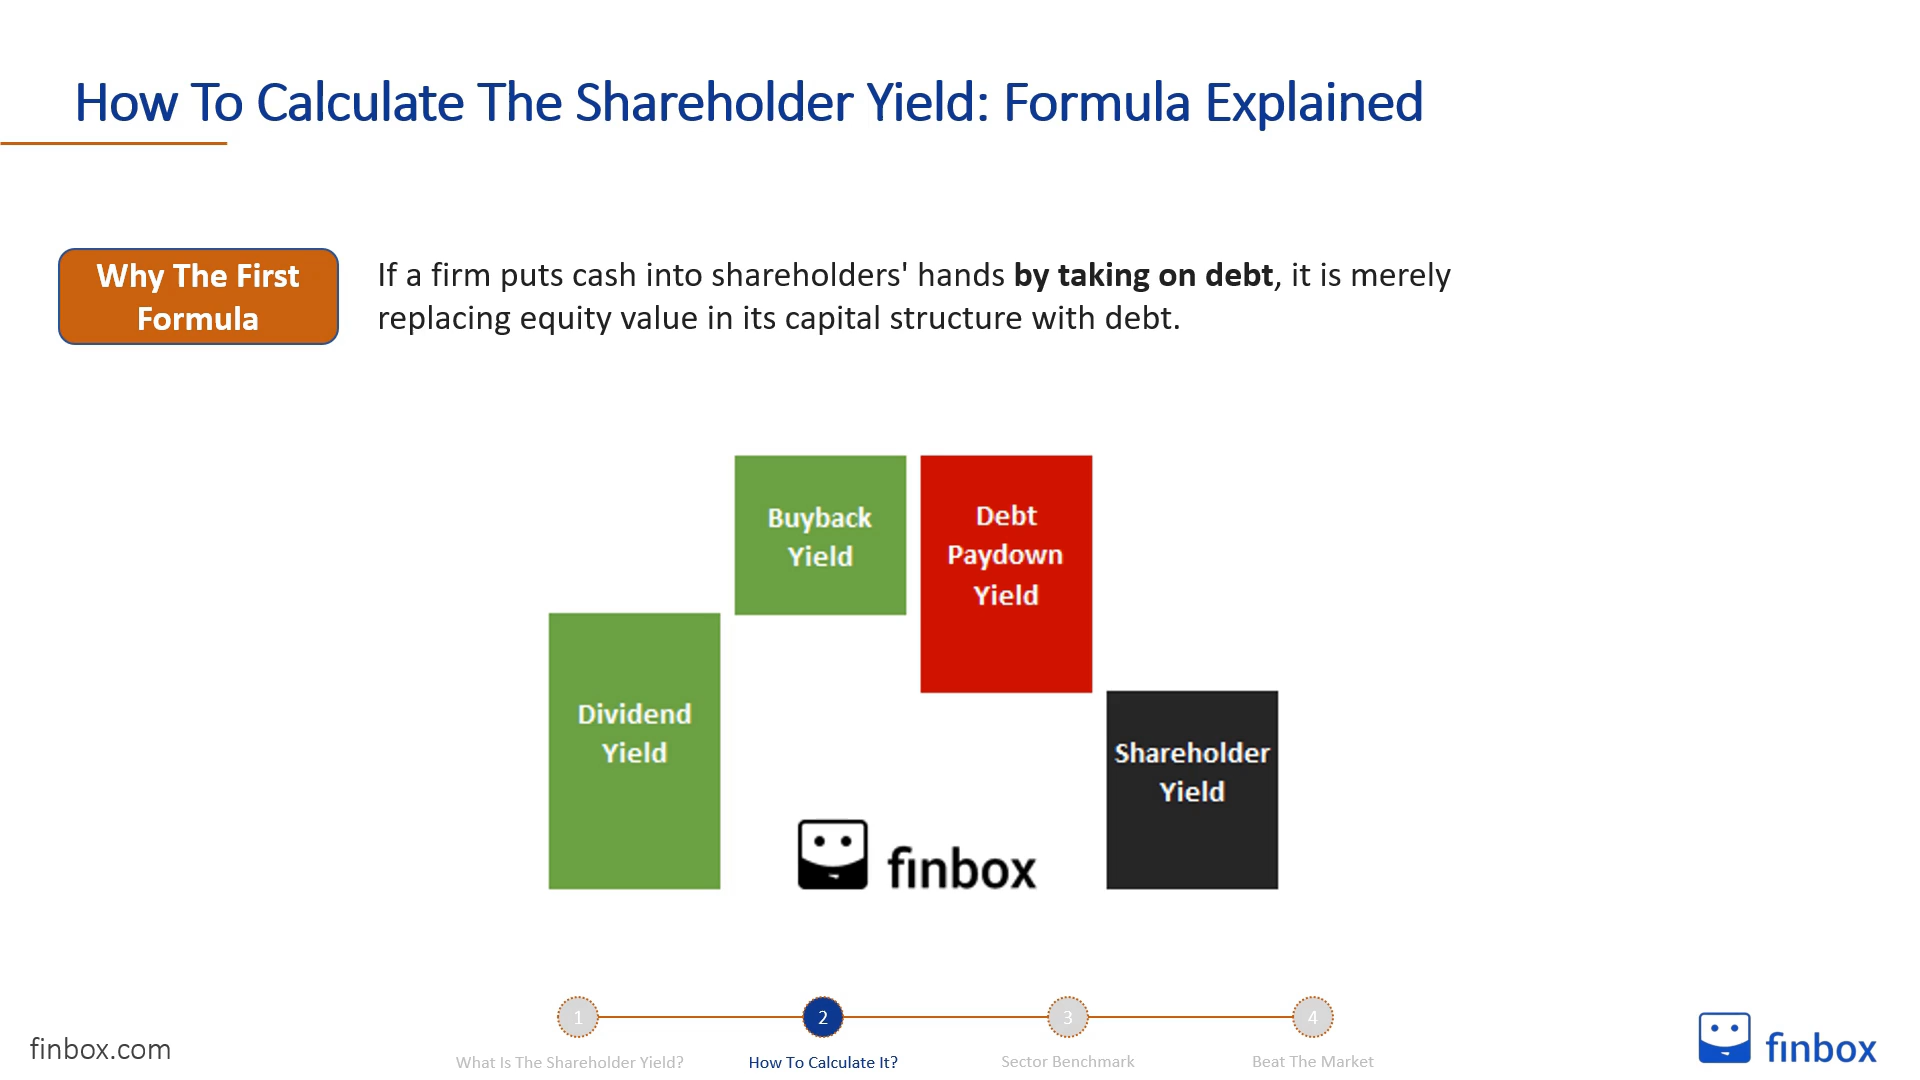 How To Calculate The Shareholder Yield: Formula Explained
Why The First
Formula
If a firm puts cash into shareholders' hands by taking on debt, it is merely
replacing equity value in its capital structure with debt.
Buyback
Yield
Debt
Paydown
Yield
Dividend
Yield
Shareholder
Yield
finbox
1
2
3
4
What Is The Shareholder Yield?
How To Calculate It?
Sector Benchmark
Beat The Market
finbox.com
finbox